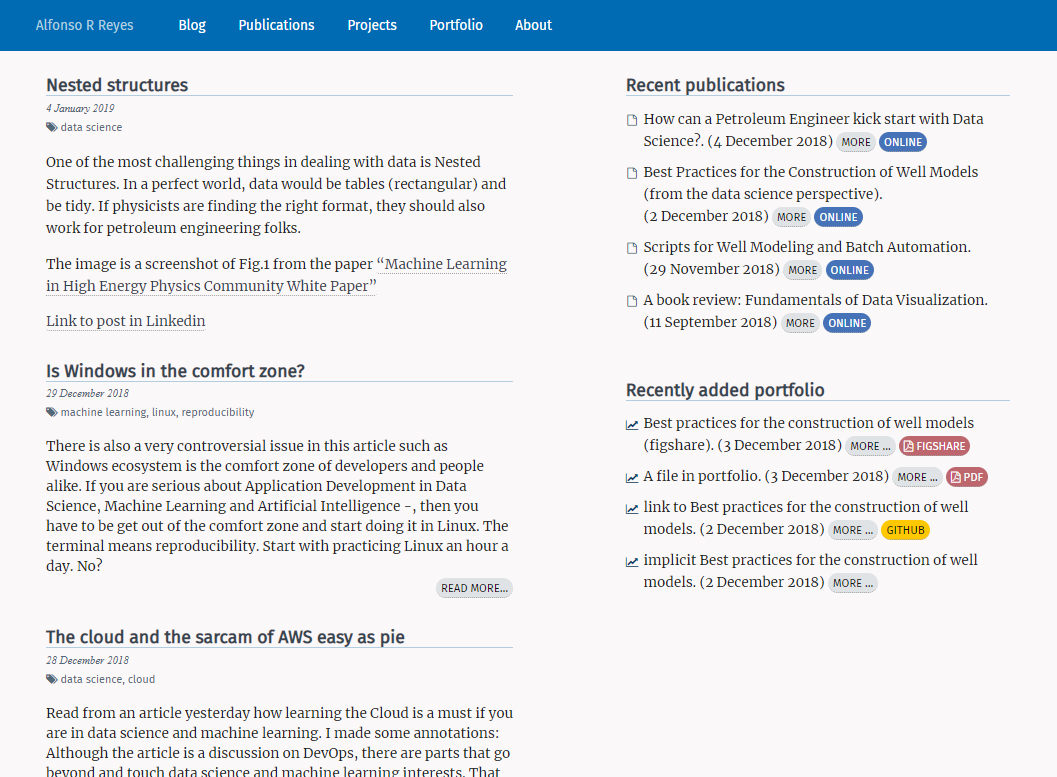 Alfonso R Reyes Blog Publications Projects Portfolio About
Nested structures
4 January 2019
data science
One of the most challenging things in dealing with data is Nested
Structures. In a perfect world, data would be tables (rectangular) and
be tidy. If physicists are finding the right format, they should also
work for petroleum engineering folks.
The image is a screenshot of Fig.1 from the paper “Machine Learning
in High Energy Physics Community White Paper”
Link to post in Linkedin
Is Windows in the comfort zone?
29 December 2018
machine learning, linux, reproducibility
There is also a very controversial issue in this article such as
Windows ecosystem is the comfort zone of developers and people
alike. If you are serious about Application Development in Data
Science, Machine Learning and Artificial Intelligence -, then you
have to be get out of the comfort zone and start doing it in Linux. The
terminal means reproducibility. Start with practicing Linux an hour a
day. No?
READ MORE...
The cloud and the sarcam of AWS easy as pie
28 December 2018
data science, cloud
Read from an article yesterday how learning the Cloud is a must if you
are in data science and machine learning. I made some annotations:
Although the article is a discussion on DevOps, there are parts that go
beyond and touch data science and machine learning interests. That
Recent publications
How can a Petroleum Engineer kick start with Data
Science?. (4 December 2018) MORE ONLINE
Best Practices for the Construction of Well Models
(from the data science perspective).
(2 December 2018) MORE ONLINE
Scripts for Well Modeling and Batch Automation.
(29 November 2018) MORE ONLINE
A book review: Fundamentals of Data Visualization.
(11 September 2018) MORE ONLINE
Recently added portfolio
Best practices for the construction of well models
(figshare). (3 December 2018) MORE ... FIGSHARE
A file in portfolio. (3 December 2018) MORE ... PDF
link to Best practices for the construction of well
models. (2 December 2018) MORE ... GITHUB
implicit Best practices for the construction of well
models. (2 December 2018) MORE ...